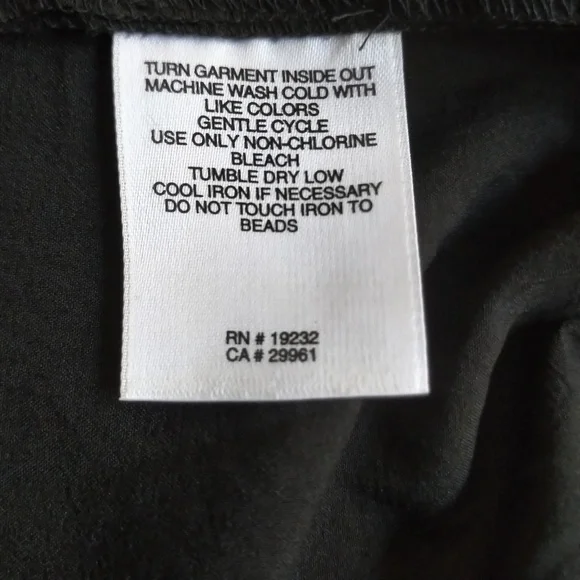 TURN GARMENT INSIDE OUT
MACHINE WASH COLD WITH
LIKE COLORS
GENTLE CYCLE
USE ONLY NON-CHLORINE
BLEACH
TUMBLE DRY LOW
COOL IRON IF NECESSARY
DO NOT TOUCH IRON TO
BEADS
RN # 19232
CA # 29961